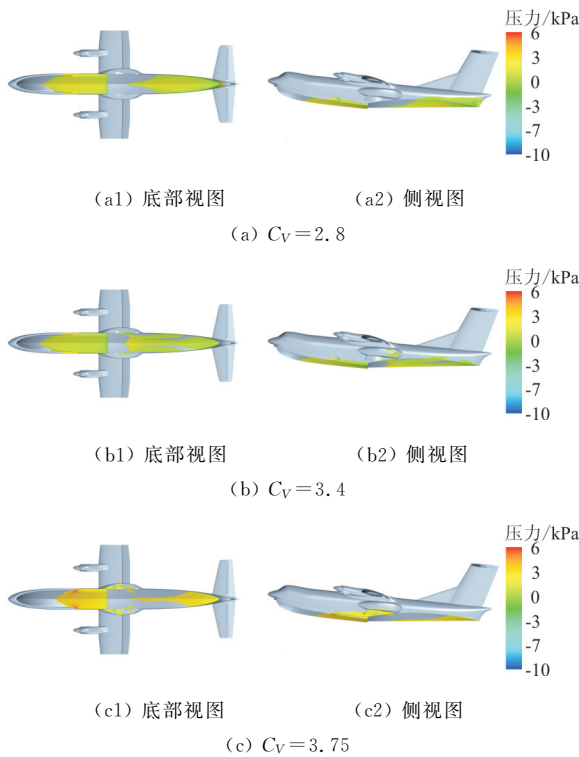 压力/kPa
6
3
0
-3
-7
-10
(a1) 底部视图
(a2) 侧视图
(a) CV=2.8
压力/kPa
6
3
0
-3
-7
-10
(b1) 底部视图
(b2) 侧视图
(b) CV=3.4
压力/kPa
6
3
0
-3
-7
-10
(c1) 底部视图
(c2) 侧视图
(c) CV=3.75